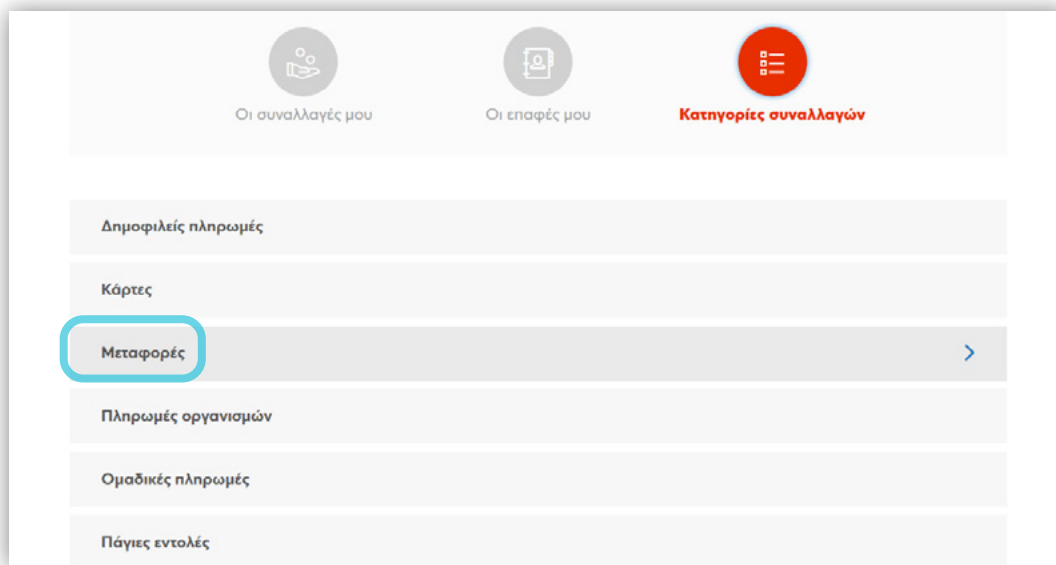 Οι συναλλαγές μου
Οι επαφές μου
Κατηγορίες συναλλαγών
Δημοφιλείς πληρωμές
Κάρτες
Μεταφορές
Πληρωμές οργανισμών
Ομαδικές πληρωμές
Πάγιες εντολές